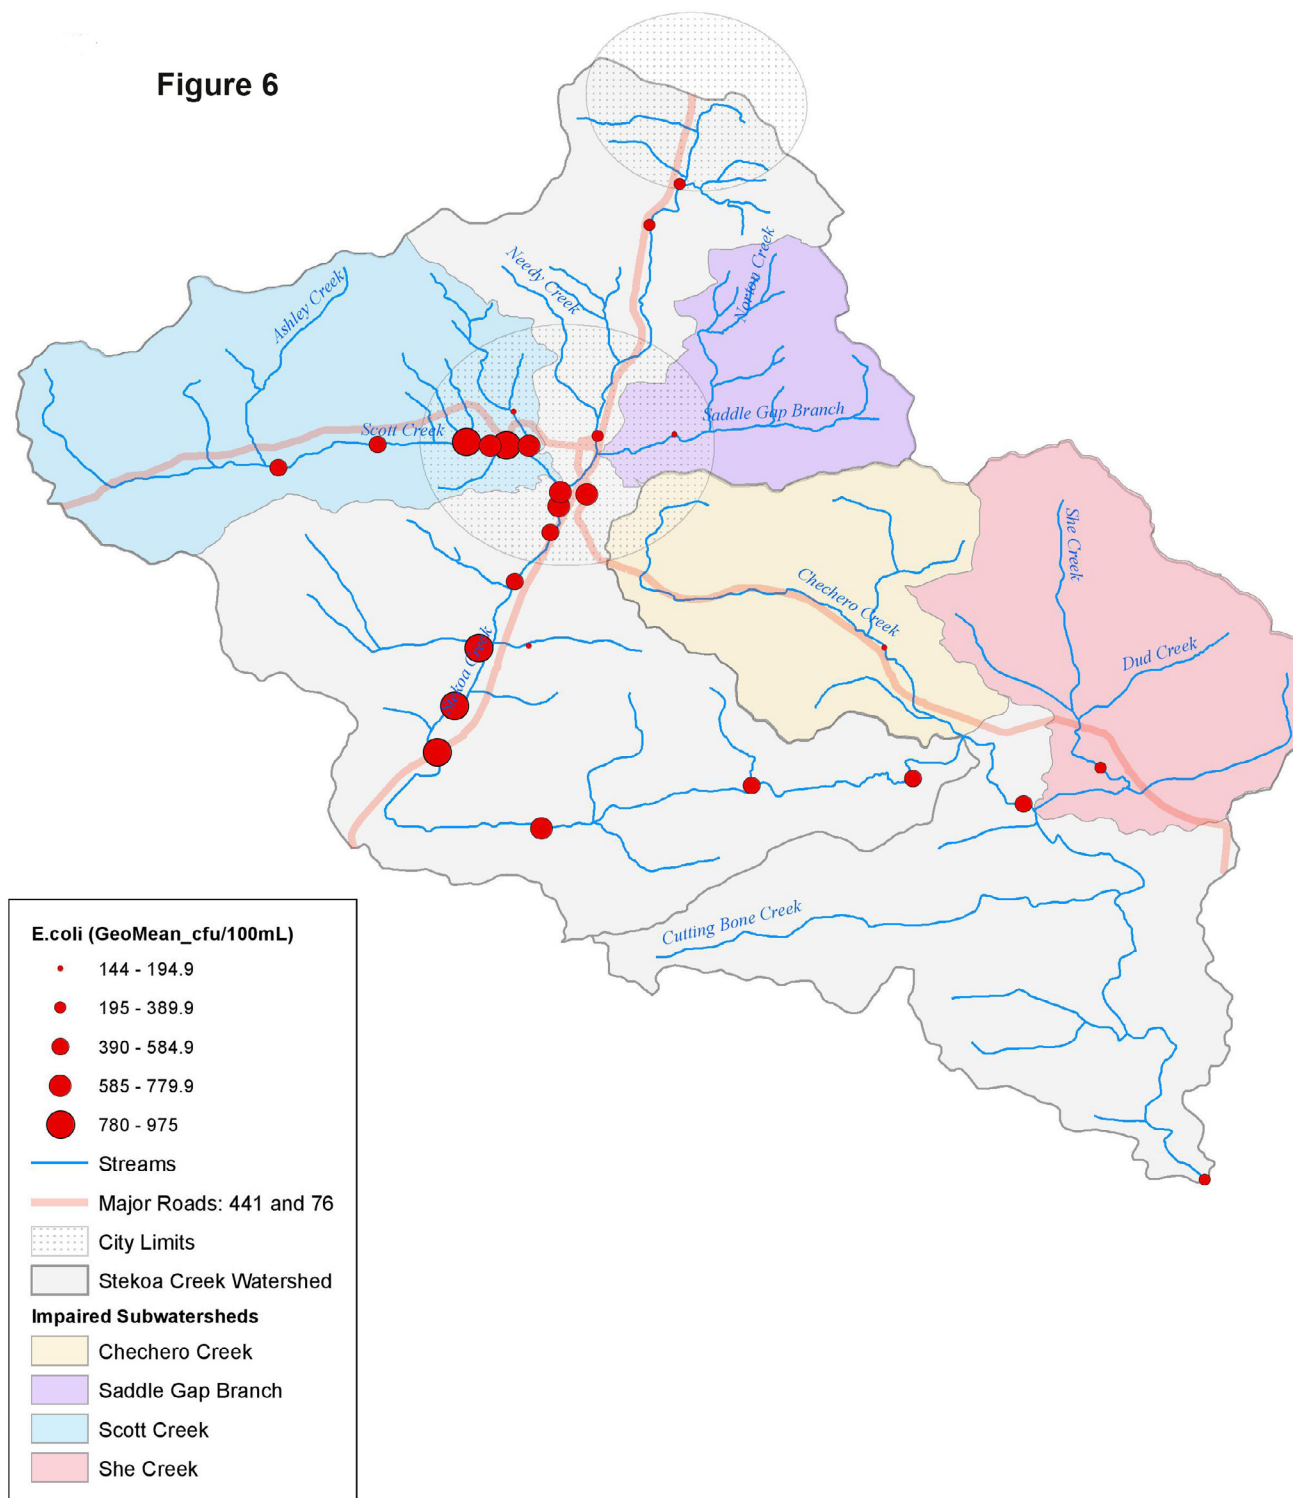 Figure 6
Ashley Creek
Needy Creek
Norton Creek
Scott Creek
Saddle Gap Branch
She Creek
Chechero Creek
Dud Creek
Creek
Cutting Bone Creek
E.coli (GeoMean_cfu/100mL)
144 - 194.9
195 - 389.9
390 - 584.9
585 - 779.9
780 - 975
Streams
Major Roads: 441 and 76
City Limits
Stekoa Creek Watershed
Impaired Subwatersheds
Chechero Creek
Saddle Gap Branch
Scott Creek
She Creek